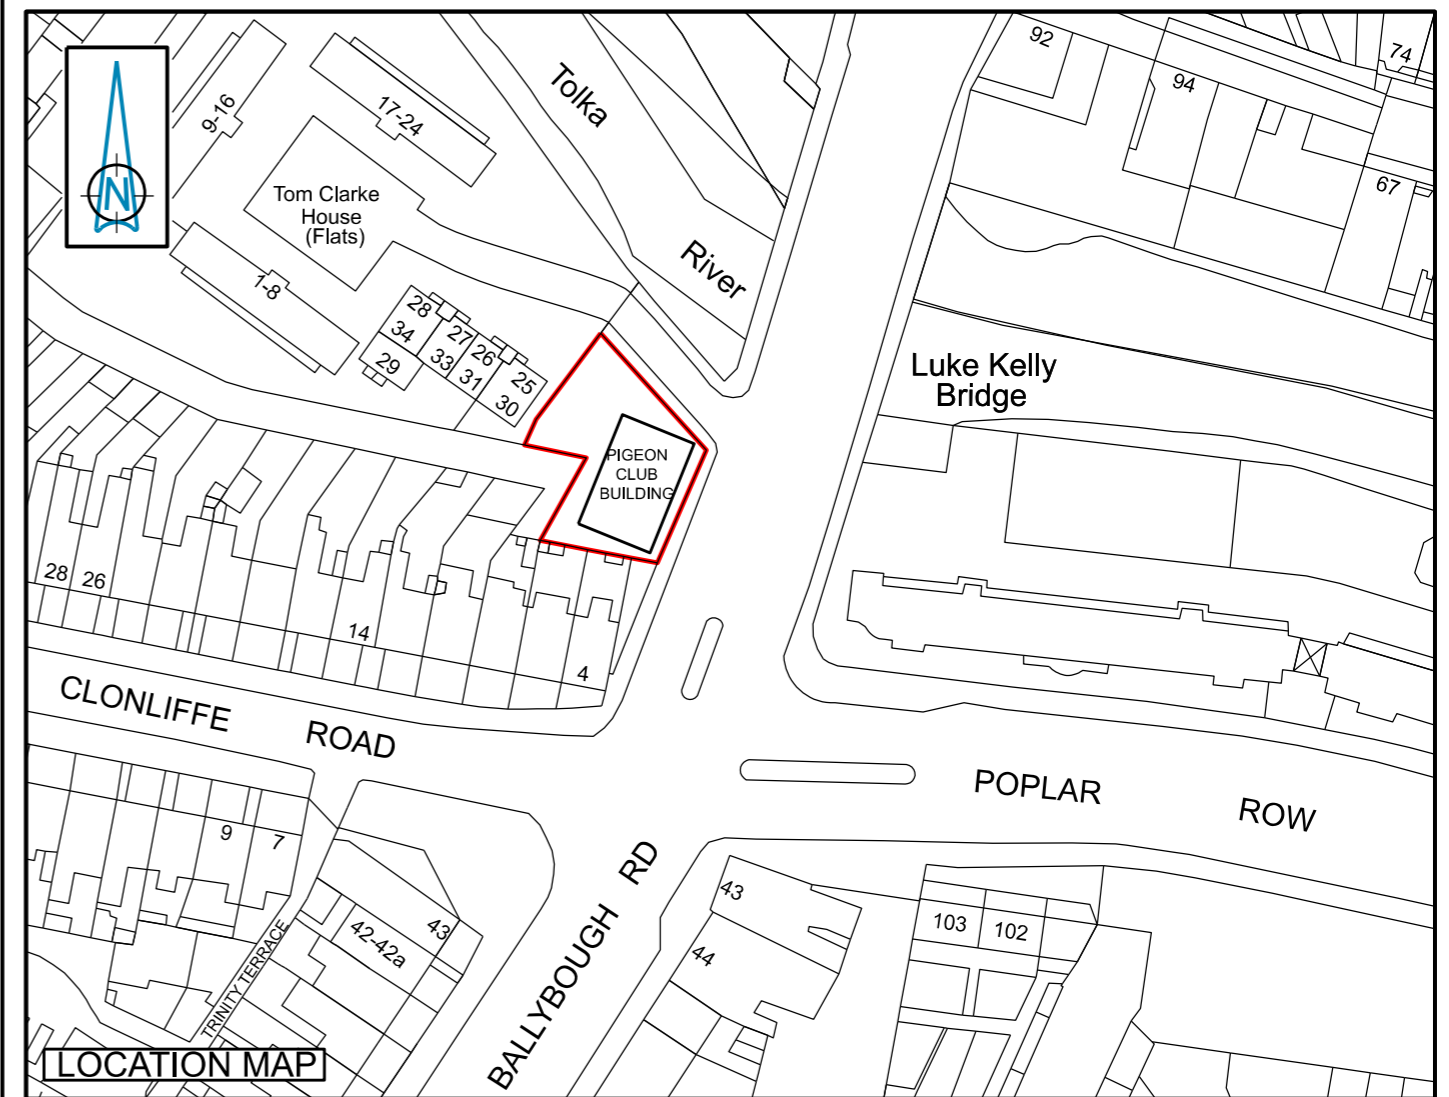 92
74
94
9-16
17-24
Tolka
67
N
Tom Clarke
House
(Flats)
River
1-8
28
34
29
27
33
26
31
25
30
Luke Kelly
Bridge
PIGEON
CLUB
BUILDING
28
26
14
4
CLONLIFFE ROAD
POPLAR ROW
9
7
BALLYBOUGH RD
43
44
43
42-42a
103
102
TRINITY TERRACE
LOCATION MAP